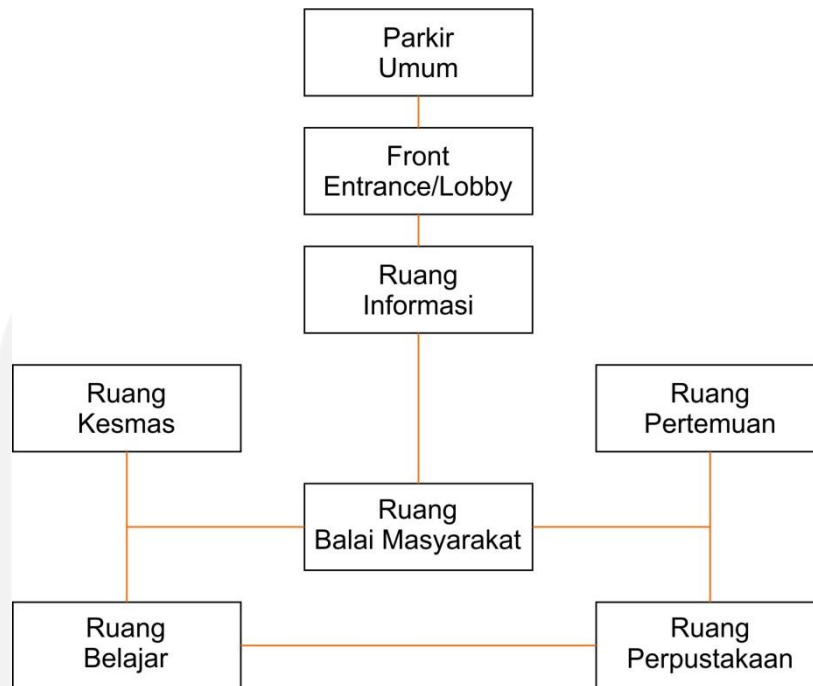 Parkir
Umum
Front
Entrance/Lobby
Ruang
Informasi
Ruang
Kesmas
Ruang
Pertemuan
Ruang
Balai Masyarakat
Ruang
Belajar
Ruang
Perpustakaan